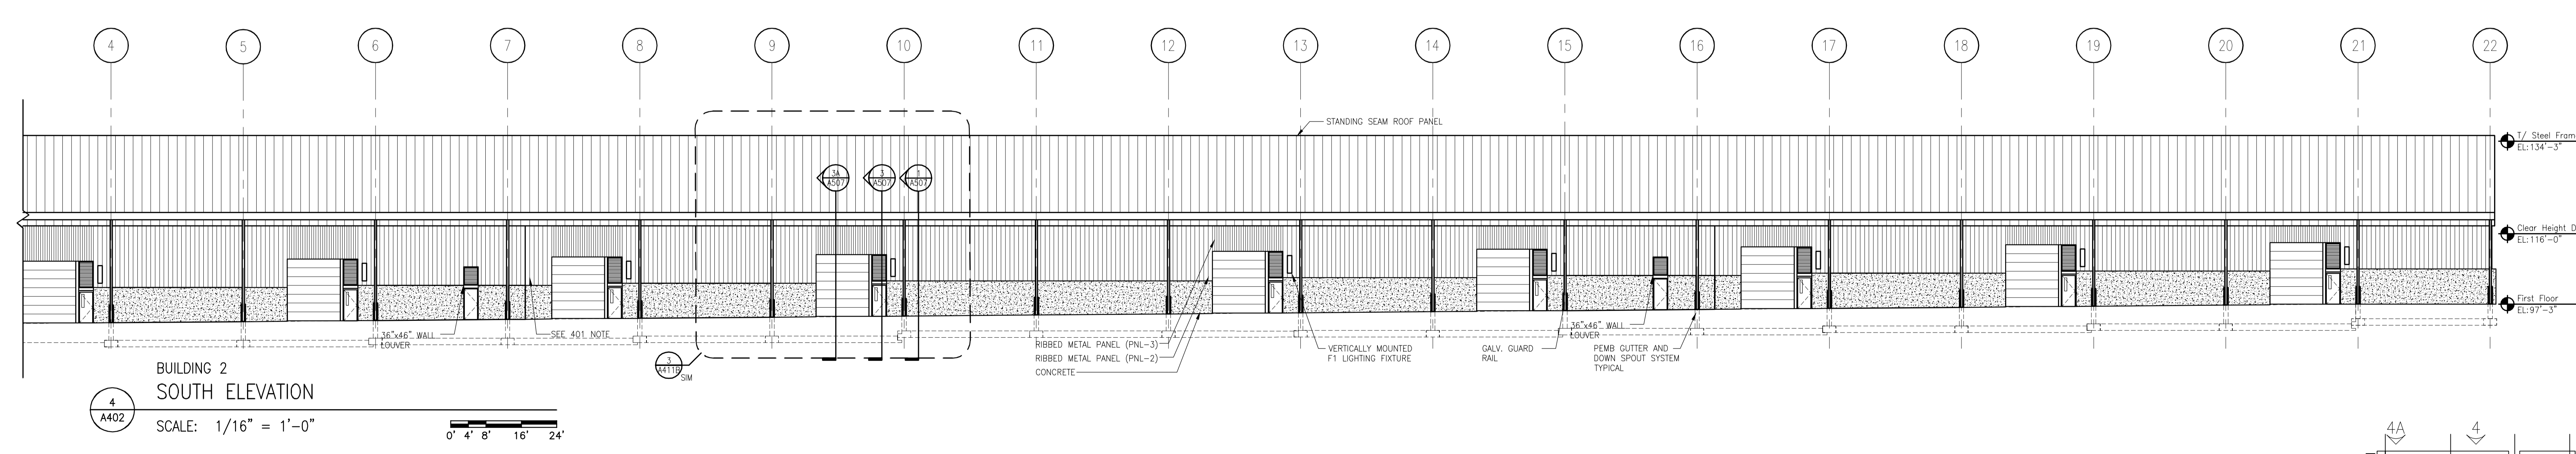 4
5
6
7
8
9
10
11
12
13
14
15
16
17
18
19
20
21
22
STANDING SEAM ROOF PANEL
T/ Steel Fram
EL:134'-3"
3A
A507
3
A507
1
A507
Clear Height D
EL:116'-0"
First Floor
EL:97'-3"
36"x46" WALL
LOUVER
SEE 401 NOTE
3
A411B
SIM
RIBBED METAL PANEL (PNL-3)
RIBBED METAL PANEL (PNL-2)
CONCRETE
VERTICALLY MOUNTED
F1 LIGHTING FIXTURE
GALV. GUARD
RAIL
36"x46" WALL
LOUVER
PEMB GUTTER AND
DOWN SPOUT SYSTEM
TYPICAL
BUILDING 2
SOUTH ELEVATION
4
A402
SCALE: 1/16" = 1'-0"
0' 4' 8' 16' 24'
4A
4